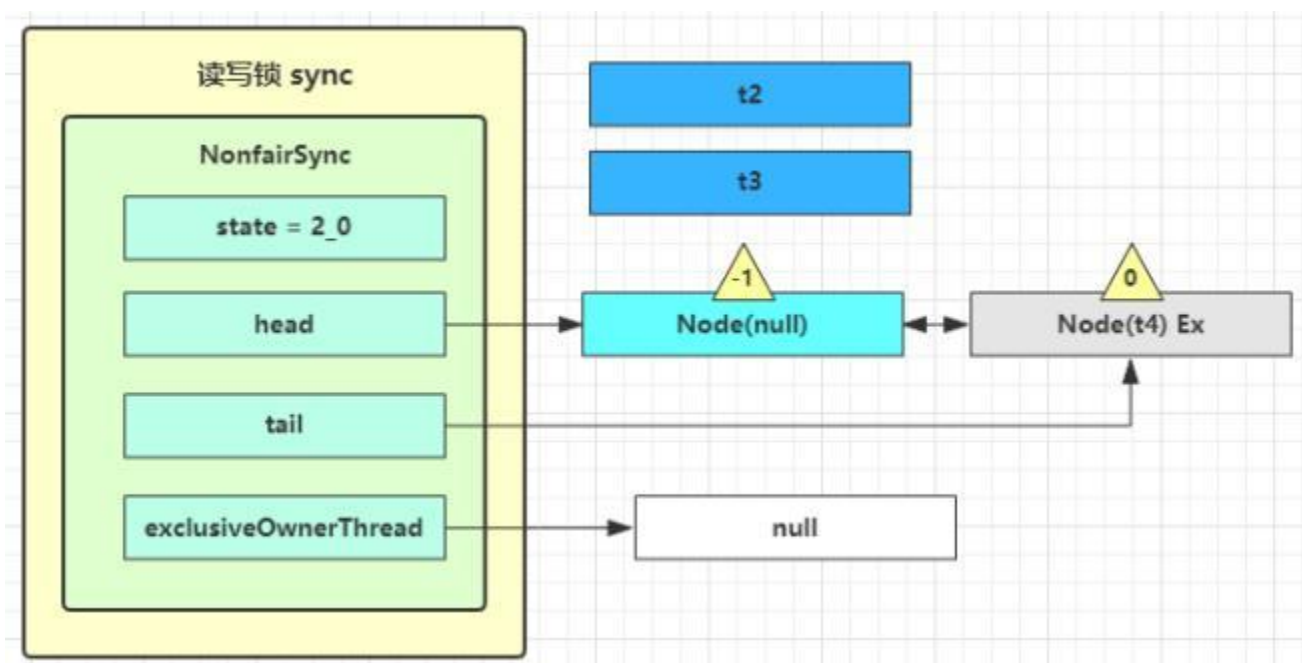 读写锁 sync
NonfairSync
state = 2_0
head
tail
exclusiveOwnerThread
t2
t3
-1
Node(null)
0
Node(t4) Ex
null